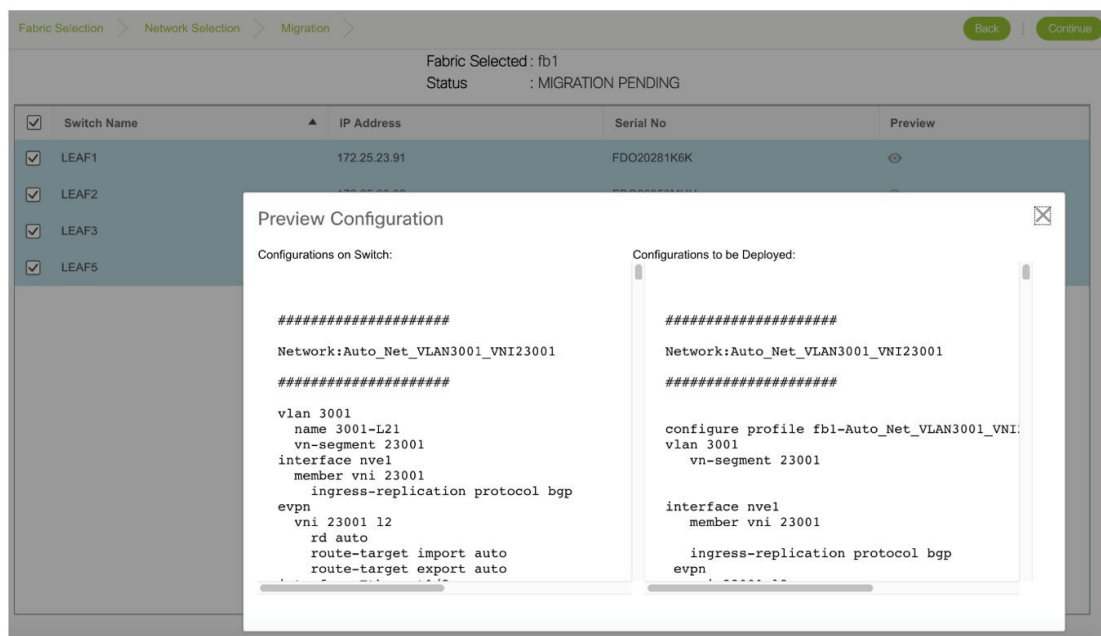 Fabric Selection Network Selection Migration Back Continue
Fabric Selected : fb1
Status : MIGRATION PENDING
Switch Name IP Address Serial No Preview
LEAF1 172.25.23.91 FDO20281K6K
LEAF2
LEAF3
LEAF5
Preview Configuration
Configurations on Switch:
#####################
Network:Auto_Net_VLAN3001_VNI23001
#####################
vlan 3001
name 3001-L21
vn-segment 23001
interface nve1
member vni 23001
ingress-replication protocol bgp
evpn
vni 23001 l2
rd auto
route-target import auto
route-target export auto
Configurations to be Deployed:
#####################
Network:Auto_Net_VLAN3001_VNI23001
#####################
configure profile fb1-Auto_Net_VLAN3001_VNI
vlan 3001
vn-segment 23001
interface nve1
member vni 23001
ingress-replication protocol bgp
evpn